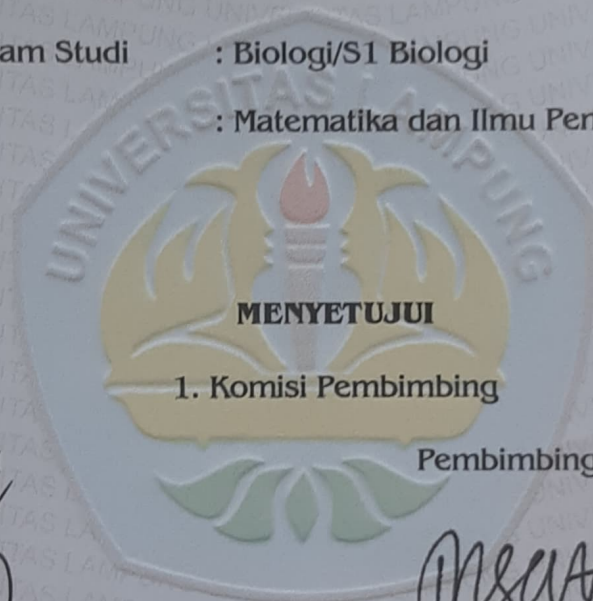 am Studi : Biologi/S1 Biologi
: Matematika dan Ilmu Pen
UNIVERSITAS LAMPUNG
MENYETUJUI
1. Komisi Pembimbing
Pembimbing